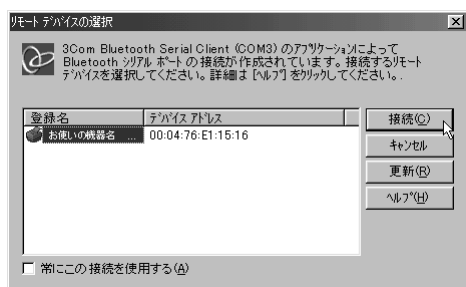 リモート デバイスの選択
3Com Bluetooth Serial Client (COM3) のアプリケーションによって
Bluetooth シリアル ポートの接続が作成されています。接続するリモート
デバイスを選択してください。詳細は [ヘルプ] をクリックしてください。.
登録名 デバイス アドレス
お使いの機器名 ... 00:04:76:E1:15:16
接続(C)
キャンセル
更新(R)
ヘルプ(H)
常にこの接続を使用する(A)